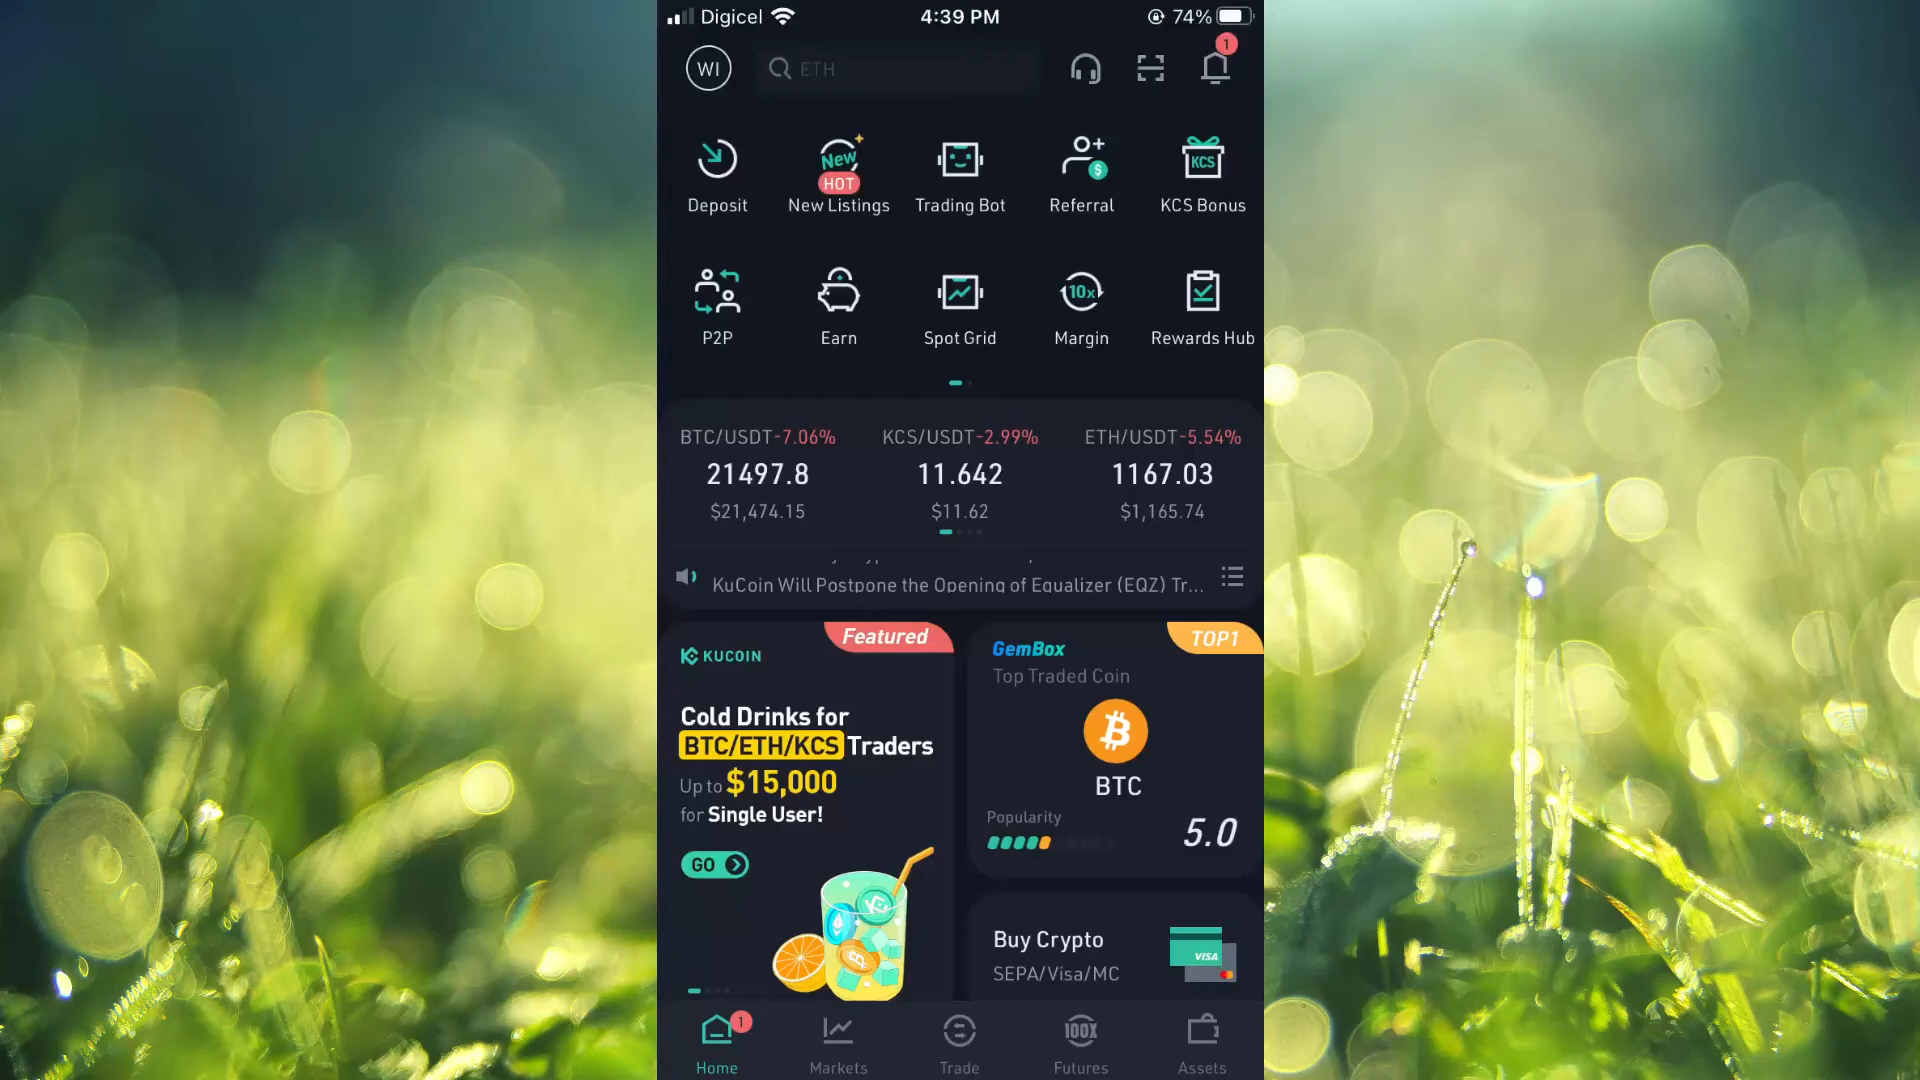 Digicel 4:39 PM 74%
WI ETH 1
New KCS
HOT
Deposit New Listings Trading Bot Referral KCS Bonus
10x
P2P Earn Spot Grid Margin Rewards Hub
BTC/USDT-7.06% KCS/USDT-2.99% ETH/USDT-5.54%
21497.8 11.642 1167.03
$21,474.15 $11.62 $1,165.74
KuCoin Will Postpone the Opening of Equalizer (EQZ) Tr...
Featured
KUCOIN
Cold Drinks for
BTC/ETH/KCS Traders
Up to $15,000
for Single User!
GO
TOP1
GemBox
Top Traded Coin
BTC
Popularity
5.0
Buy Crypto
SEPA/Visa/MC
VISA
1 100X
Home Markets Trade Futures Assets